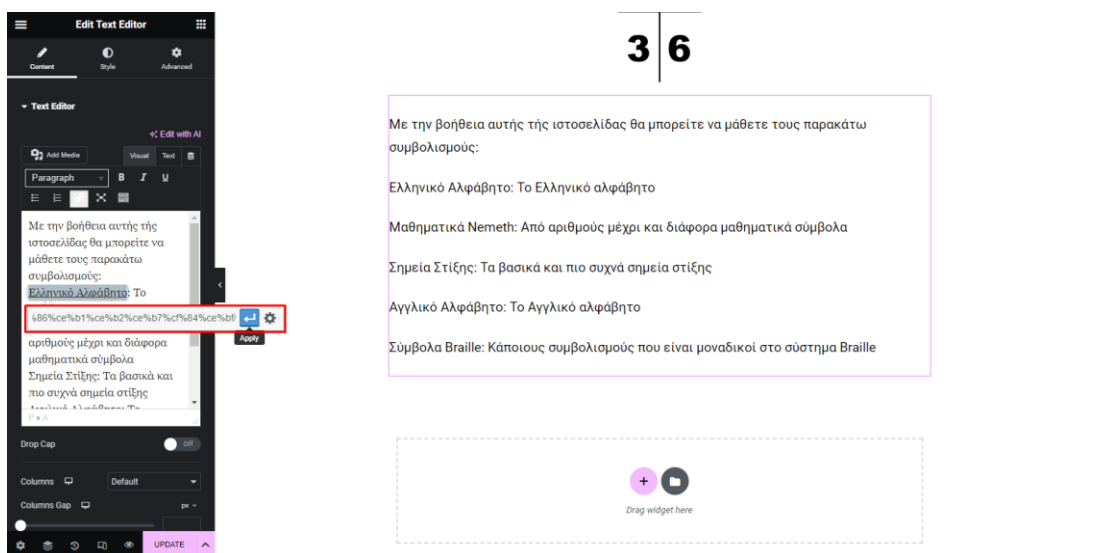 Edit Text Editor
Content
Style
Advanced
Text Editor
Edit with AI
Add Media
Visual
Text
Paragraph
B
I
U
Με την βοήθεια αυτής τής
ιστοσελίδας θα μπορείτε να
μάθετε τους παρακάτω
συμβολισμούς:
Ελληνικό Αλφάβητο: Το
%86%ce%b1%ce%b2%ce%b7%cf%84%ce%bf/
Apply
αριθμούς μέχρι και διάφορα
μαθηματικά σύμβολα
Σημεία Στίξης: Τα βασικά και
πιο συχνά σημεία στίξης
Αγγλικό Αλφάβητο: Το
P » A
Drop Cap
Off
Columns
Default
Columns Gap
px
UPDATE
3 6
Με την βοήθεια αυτής τής ιστοσελίδας θα μπορείτε να μάθετε τους παρακάτω
συμβολισμούς:
Ελληνικό Αλφάβητο: Το Ελληνικό αλφάβητο
Μαθηματικά Nemeth: Από αριθμούς μέχρι και διάφορα μαθηματικά σύμβολα
Σημεία Στίξης: Τα βασικά και πιο συχνά σημεία στίξης
Αγγλικό Αλφάβητο: Το Αγγλικό αλφάβητο
Σύμβολα Braille: Κάποιους συμβολισμούς που είναι μοναδικοί στο σύστημα Braille
Drag widget here